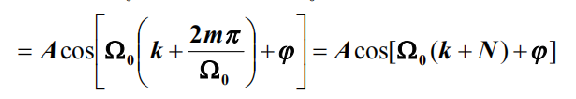 = A cos[Ω₀(k + 2mπ/Ω₀) + φ] = A cos[Ω₀(k + N) + φ]